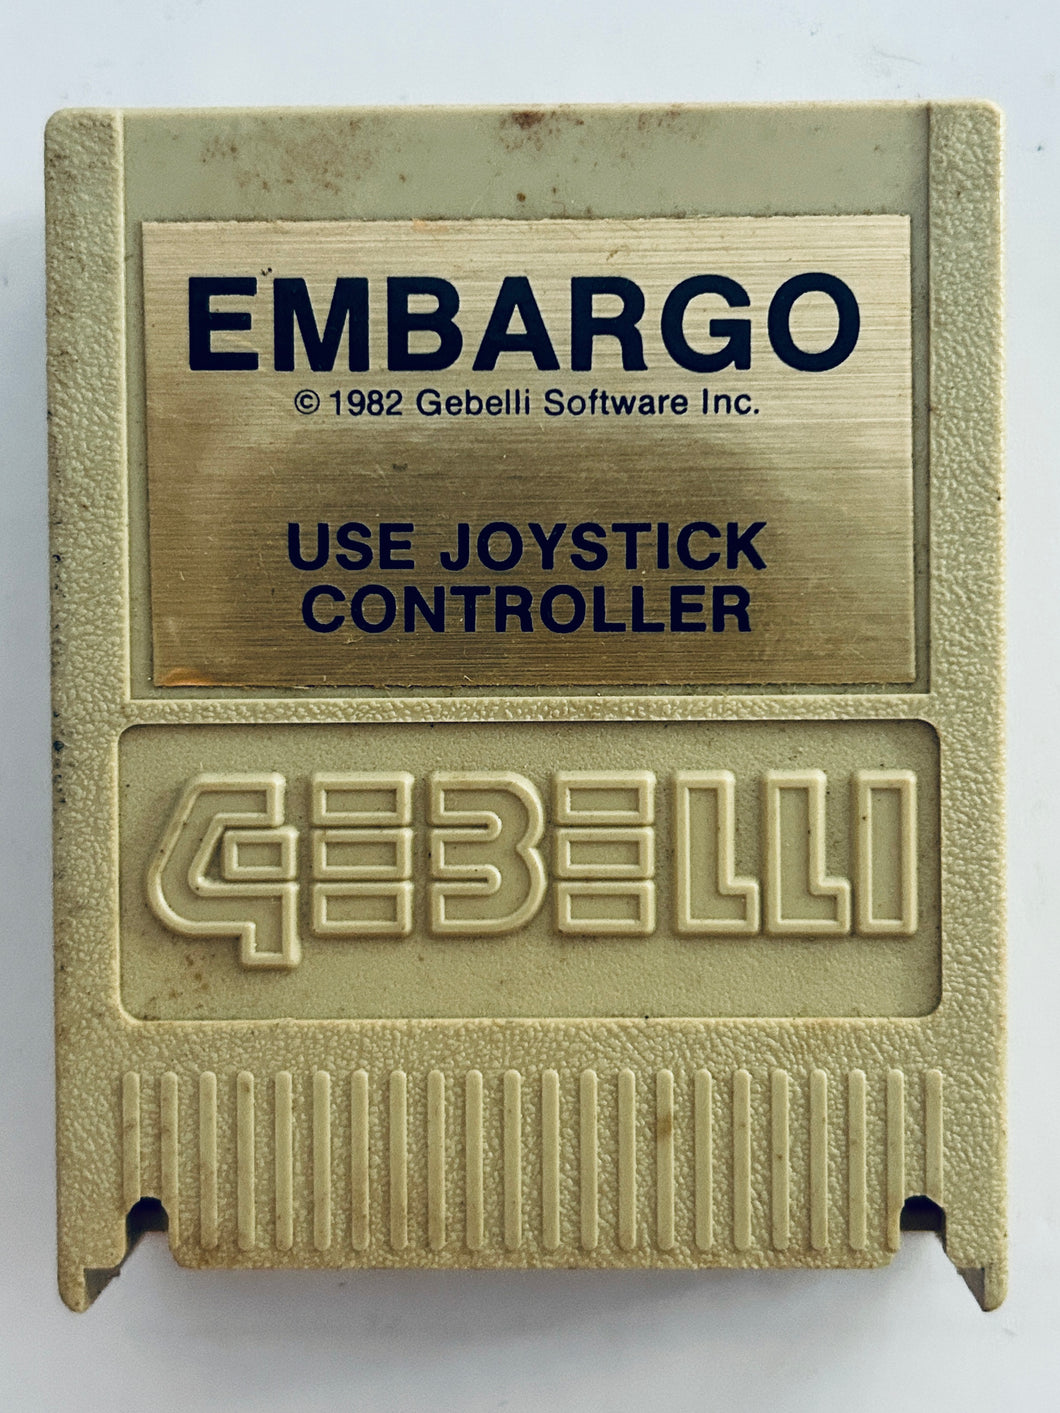 EMBARGO
© 1982 Gebelli Software Inc.
USE JOYSTICK
CONTROLLER
GEBELLI